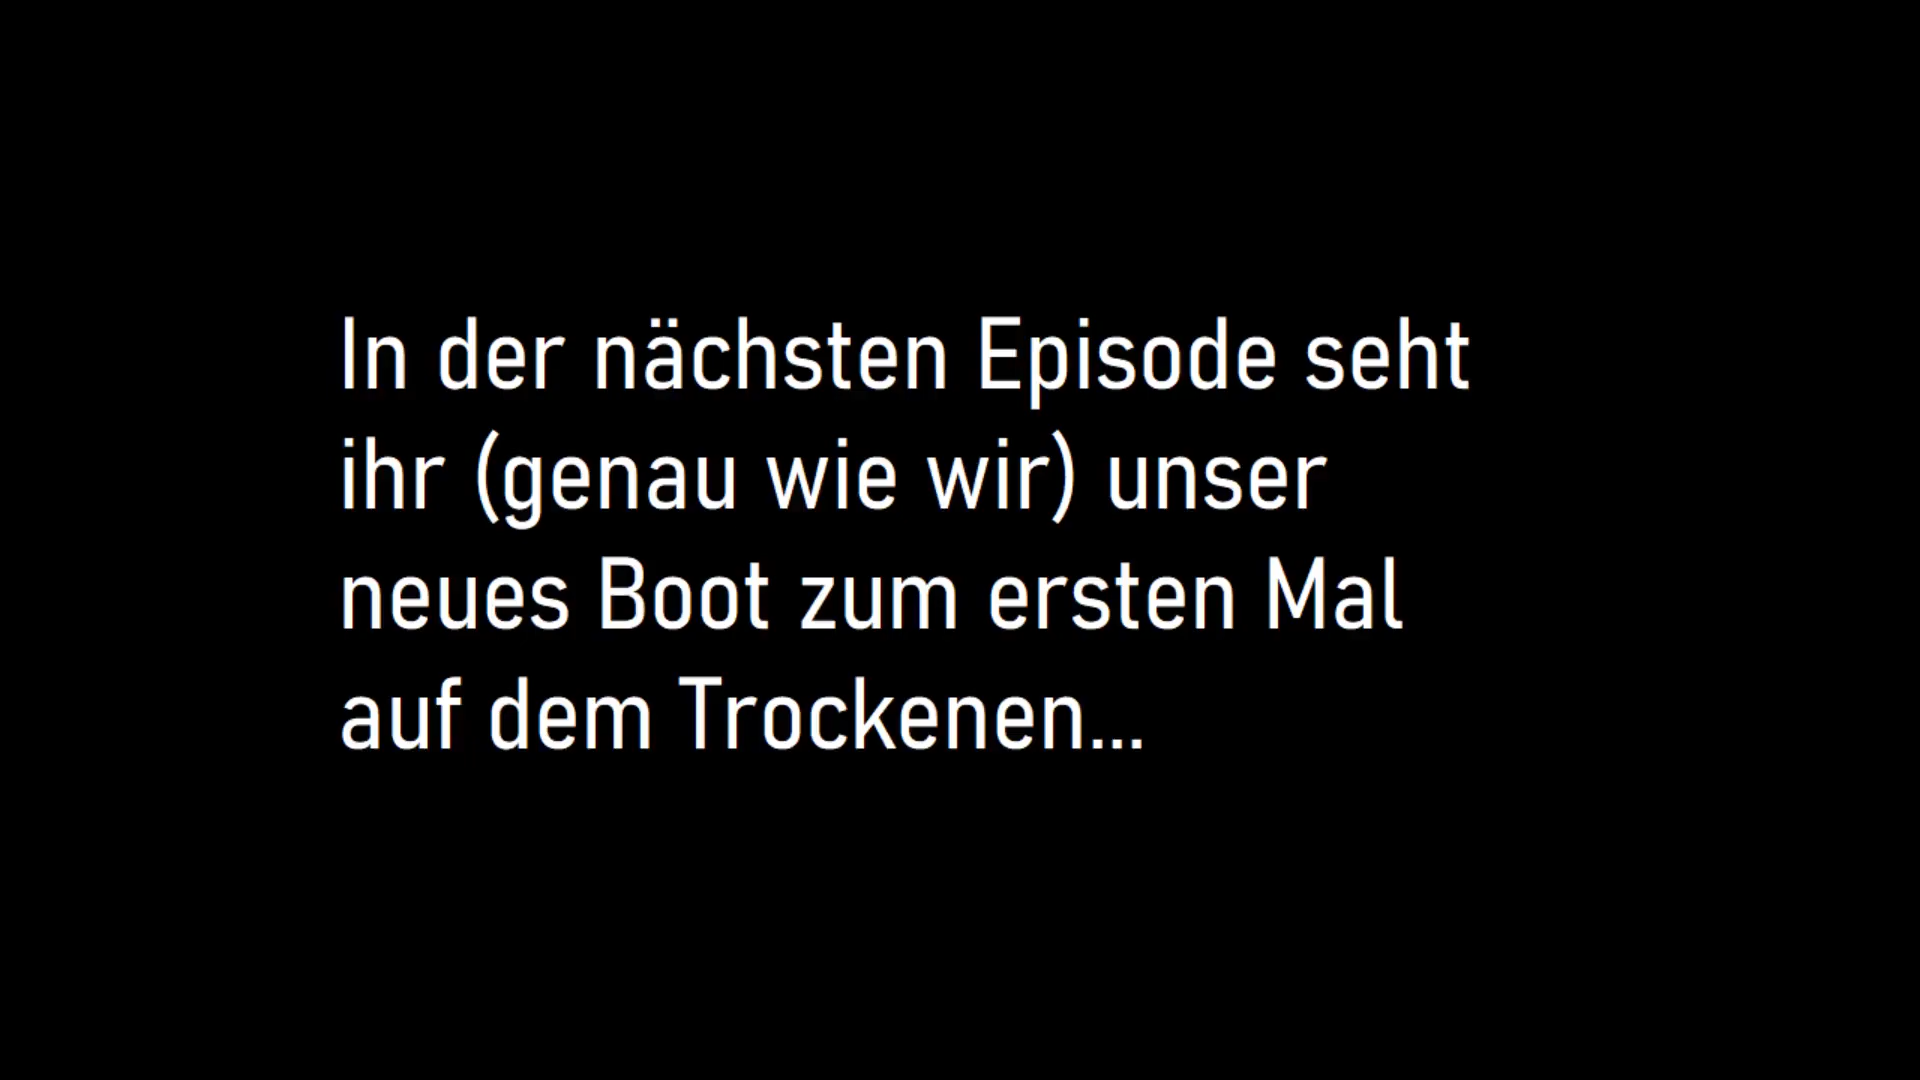 In der nächsten Episode seht
ihr (genau wie wir) unser
neues Boot zum ersten Mal
auf dem Trockenen...